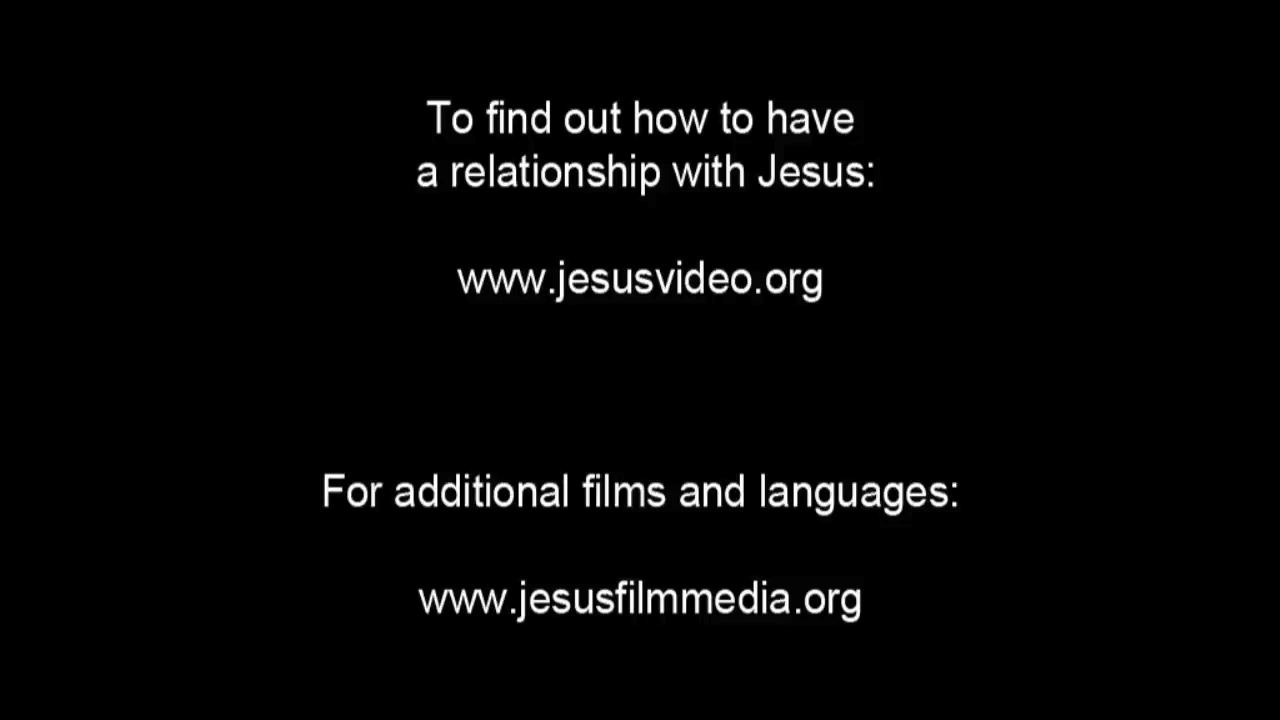 To find out how to have
a relationship with Jesus:
www.jesusvideo.org
For additional films and languages:
www.jesusfilmmedia.org